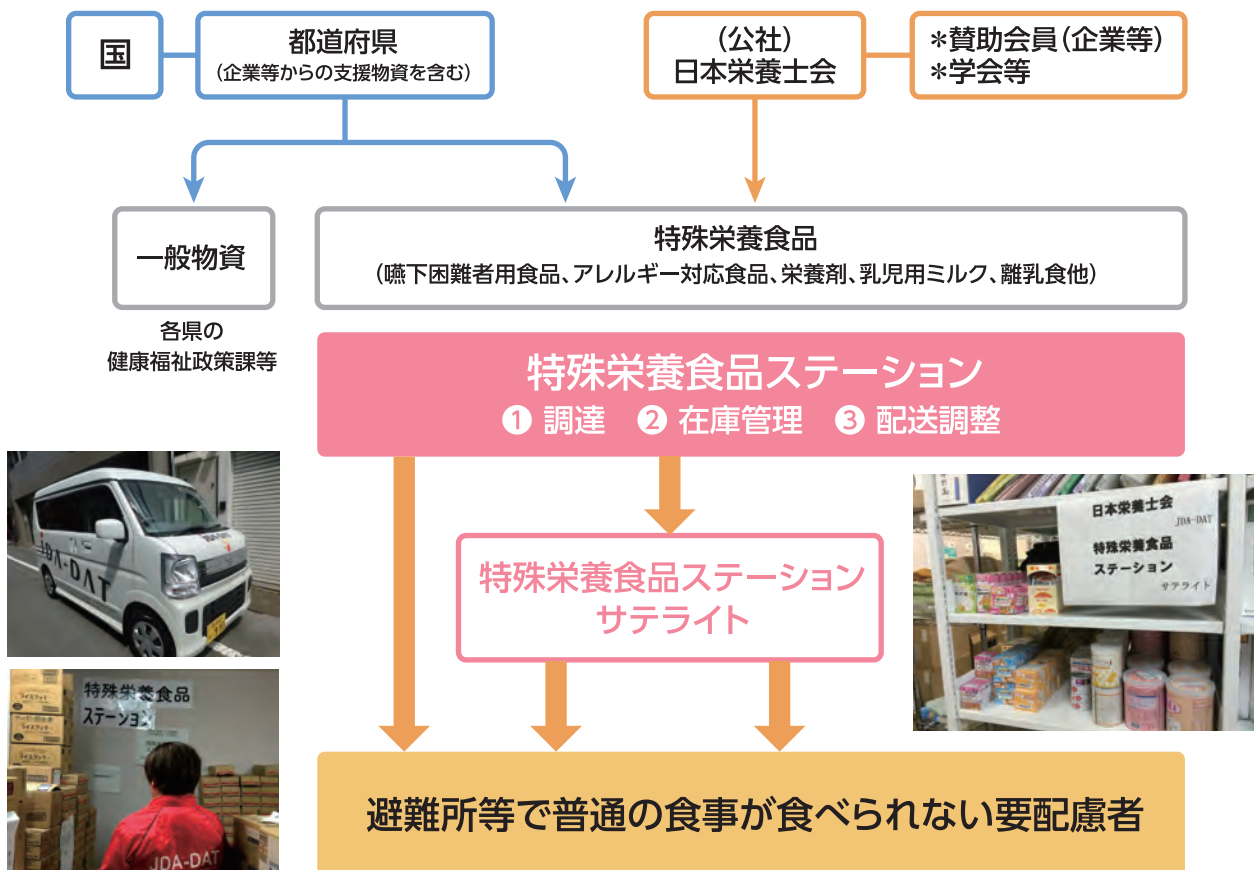 国
都道府県
(企業等からの支援物資を含む)
(公社)
日本栄養士会
＊賛助会員(企業等)
＊学会等
一般物資
各県の
健康福祉政策課等
特殊栄養食品
(嚥下困難者用食品、アレルギー対応食品、栄養剤、乳児用ミルク、離乳食他)
特殊栄養食品ステーション
❶ 調達 ❷ 在庫管理 ❸ 配送調整
JDA-DAT
日本栄養士会
JDA-DAT
特殊栄養食品
ステーション
サテライト
特殊栄養食品ステーション
サテライト
特殊栄養食品
ステーション
JDA-DAT
避難所等で普通の食事が食べられない要配慮者